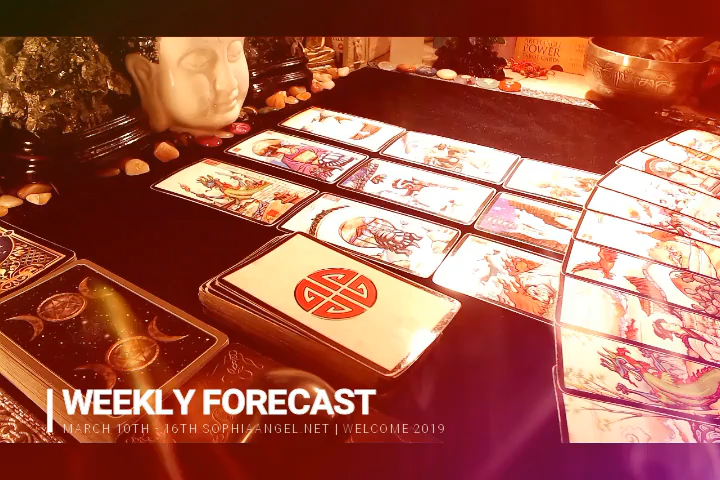 POWER
WEEKLY FORECAST
MARCH 10TH - 16TH SOPHIAANGEL.NET | WELCOME 2019